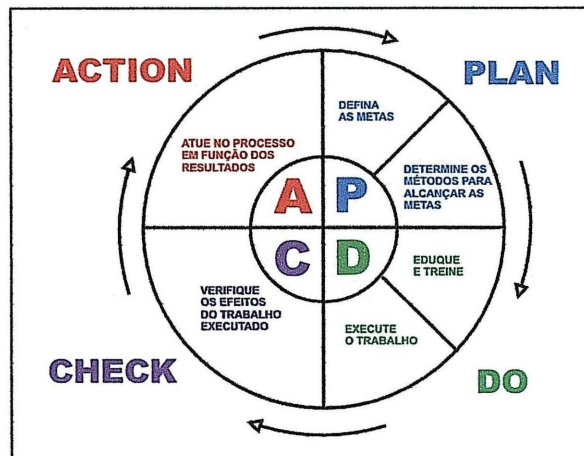 ACTION
PLAN
DEFINA
AS METAS
ATUE NO PROCESSO
EM FUNÇÃO DOS
RESULTADOS
DETERMINE OS
MÉTODOS PARA
ALCANÇAR AS
METAS
A P
C D
EDUQUE
E TREINE
VERIFIQUE
OS EFEITOS
DO TRABALHO
EXECUTADO
EXECUTE
O TRABALHO
CHECK
DO